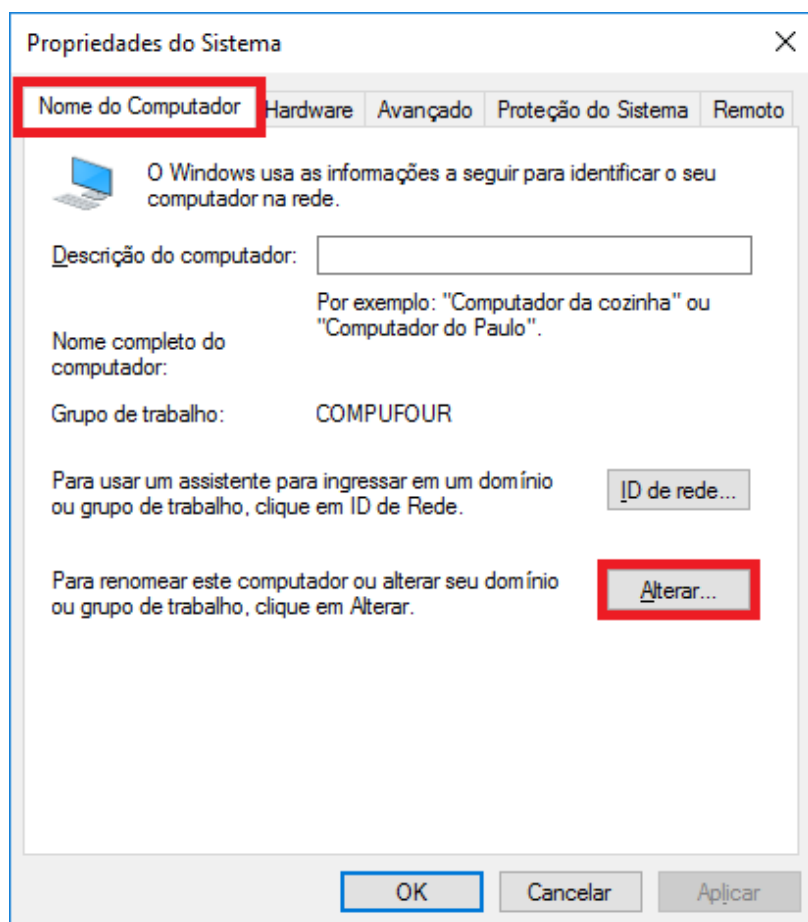 Propriedades do Sistema
Nome do Computador
Hardware
Avançado
Proteção do Sistema
Remoto
O Windows usa as informações a seguir para identificar o seu
computador na rede.
Descrição do computador:
Por exemplo: "Computador da cozinha" ou
"Computador do Paulo".
Nome completo do
computador:
Grupo de trabalho:
COMPUFOUR
Para usar um assistente para ingressar em um domínio
ou grupo de trabalho, clique em ID de Rede.
ID de rede...
Para renomear este computador ou alterar seu domínio
ou grupo de trabalho, clique em Alterar.
Alterar...
OK
Cancelar
Aplicar